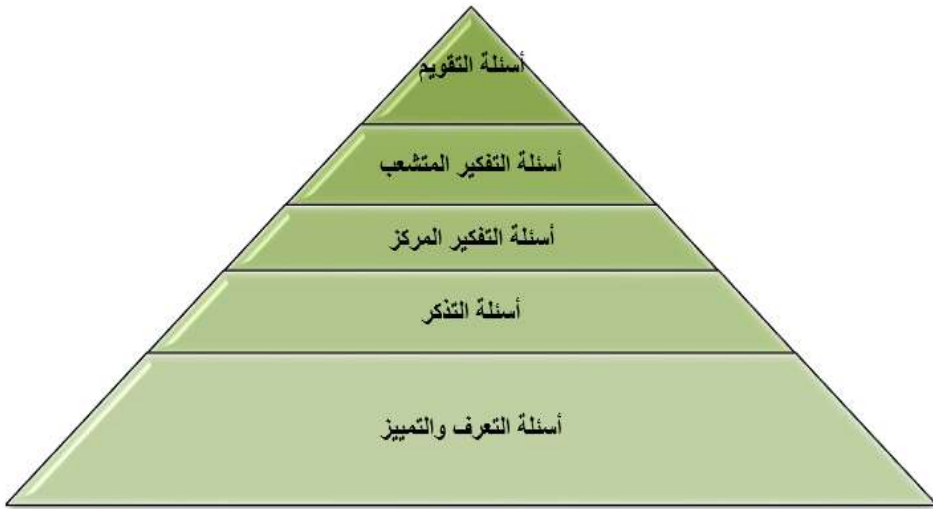 أسئلة التقويم
أسئلة التفكير المتشعب
أسئلة التفكير المركز
أسئلة التذكر
أسئلة التعرف والتمييز